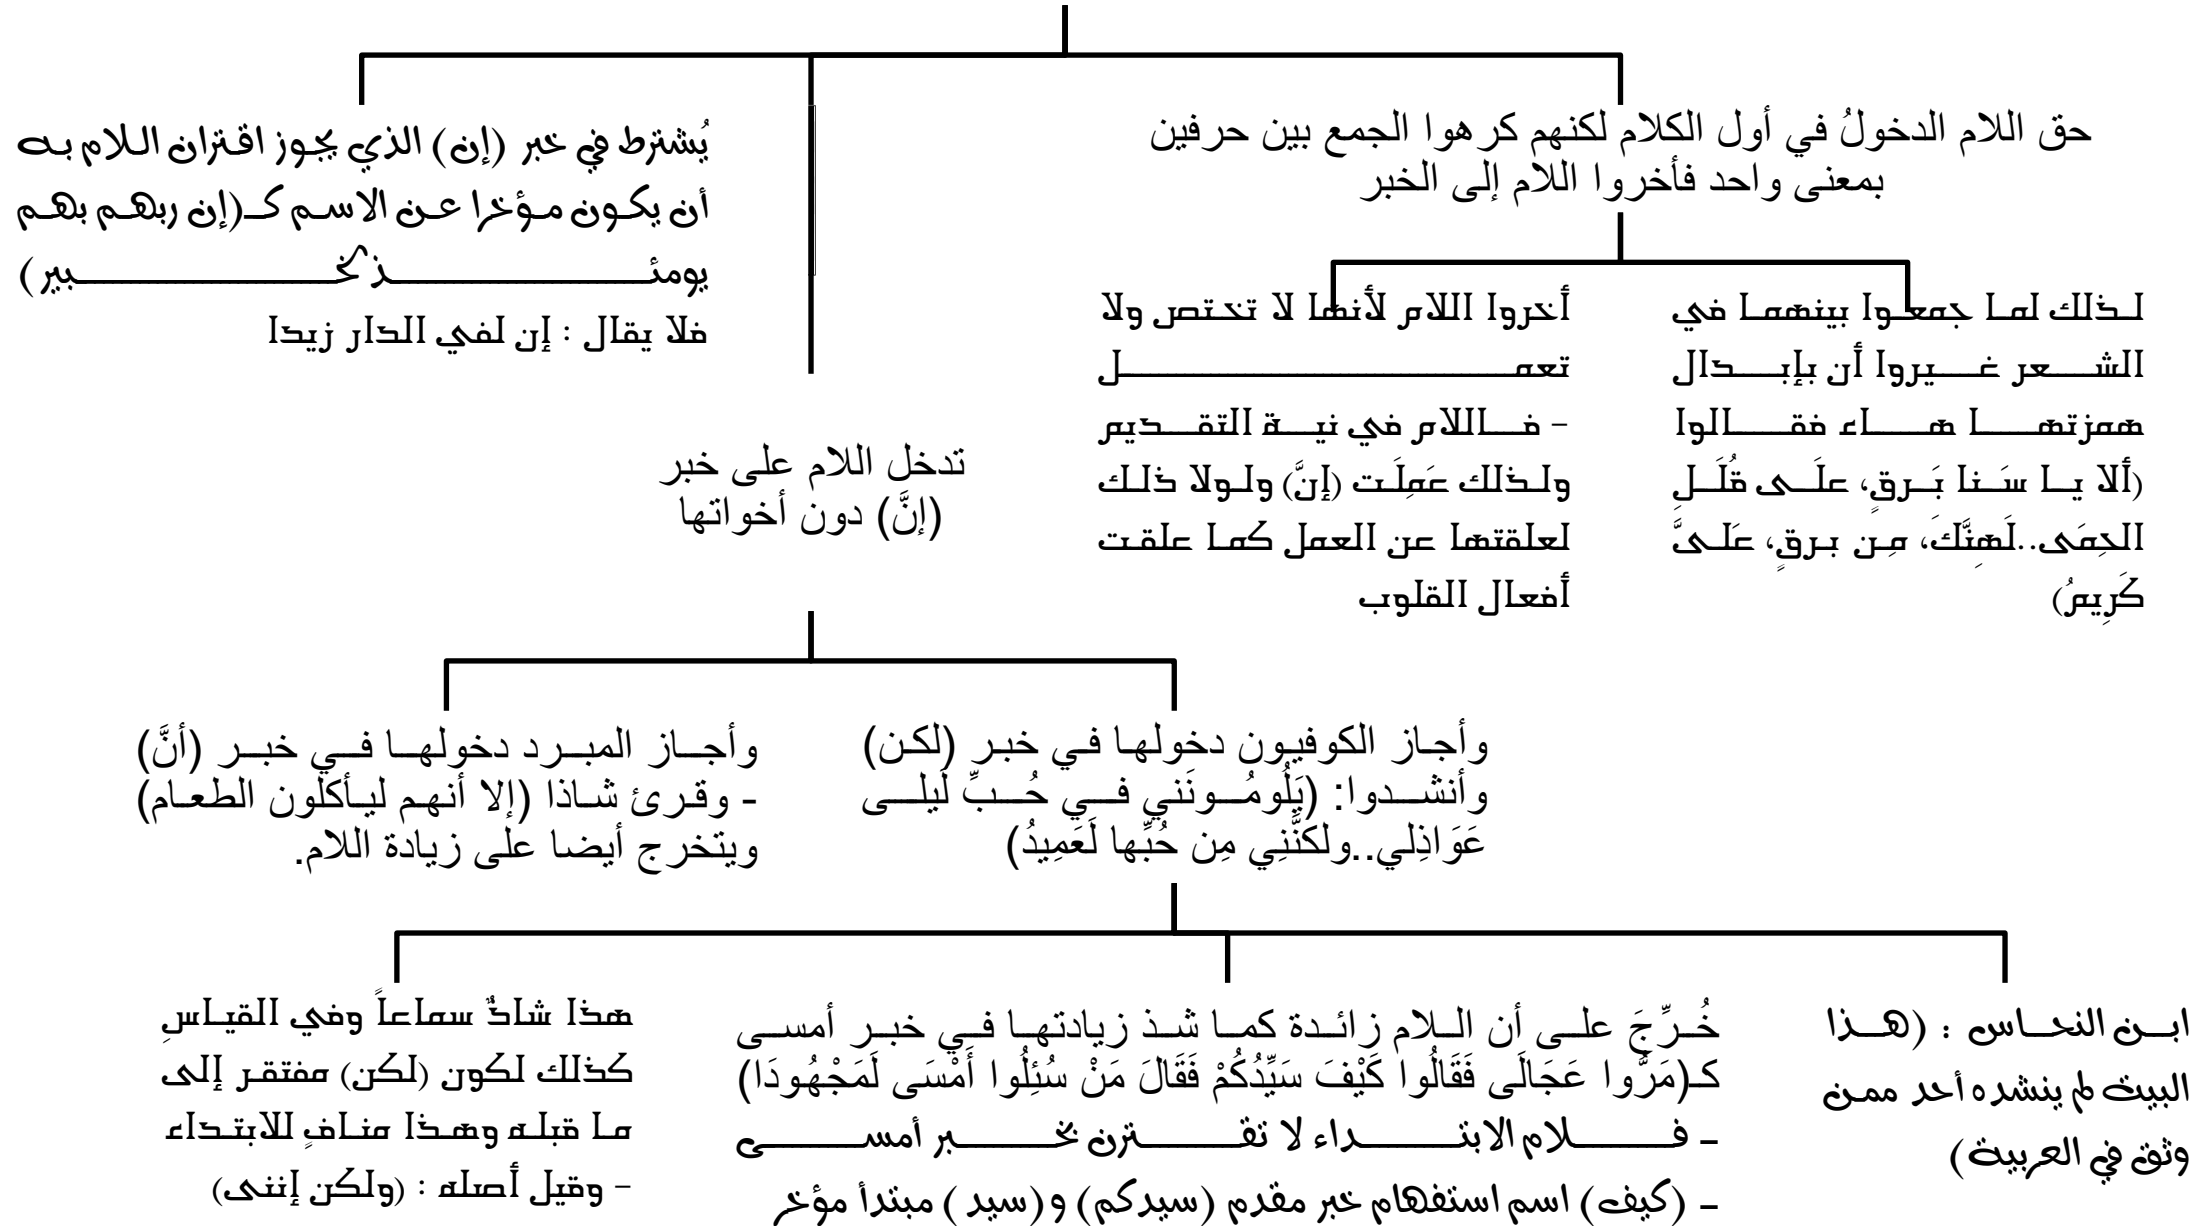 حق اللام الدخولُ في أول الكلام لكنهم كرهوا الجمع بين حرفين
بمعنى واحد فأخروا اللام إلى الخبر
لذلك لما جمعوا بينهما في
الشعر غيروا أن بإبدال
همزتها هاء فقالوا
(ألا يا سَنا بَرقٍ، علَى قُلَلِ
الحِمَى..لَهِنَّكَ، مِن برقٍ، عَلَىَّ
كَرِيمُ)
أخروا اللام لأنها لا تختص ولا
تعمل
- فاللام في نية التقديم
ولذلك عَمِلَت (إنَّ) ولولا ذلك
لعلقتها عن العمل كما علقت
أفعال القلوب
يُشترط في خبر (إن) الذي يجوز اقتران اللام به
أن يكون مؤخرا عن الاسم كـ(إن ربهم بهم
يومئذ لخبير)
فلا يقال : إن لفي الدار زيدا
تدخل اللام على خبر
(إنَّ) دون أخواتها
وأجاز الكوفيون دخولها في خبر (لكن)
وأنشدوا: (يَلُومُونَني في حُبِّ لَيلى
عَوَاذِلي..ولكنَّنِي مِن حُبِّها لَعَمِيدُ)
وأجاز المبرد دخولها في خبر (أنَّ)
- وقرئ شاذا (إلا أنهم ليأكلون الطعام)
ويتخرج أيضا على زيادة اللام.
ابن النحاس : (هذا
البيت لم ينشده أحد ممن
وثق في العربية)
خُرِّجَ على أن اللام زائدة كما شذ زيادتها في خبر أمسى
كـ(مَرَّوا عَجَالَى فَقَالُوا كَيْفَ سَيِّدُكُمْ فَقَالَ مَنْ سُئِلُوا أَمْسَى لَمَجْهُودَا)
- فلام الابتداء لا تقترن بخبر أمسى
- (كيف) اسم استفهام خبر مقدم (سيدكم) و(سيد) مبتدأ مؤخر
هذا شاذٌ سماعاً وفي القياسِ
كذلك لكون (لكن) مفتقر إلى
ما قبله وهذا منافٍ للابتداء
- وقيل أصله : (ولكن إننى)